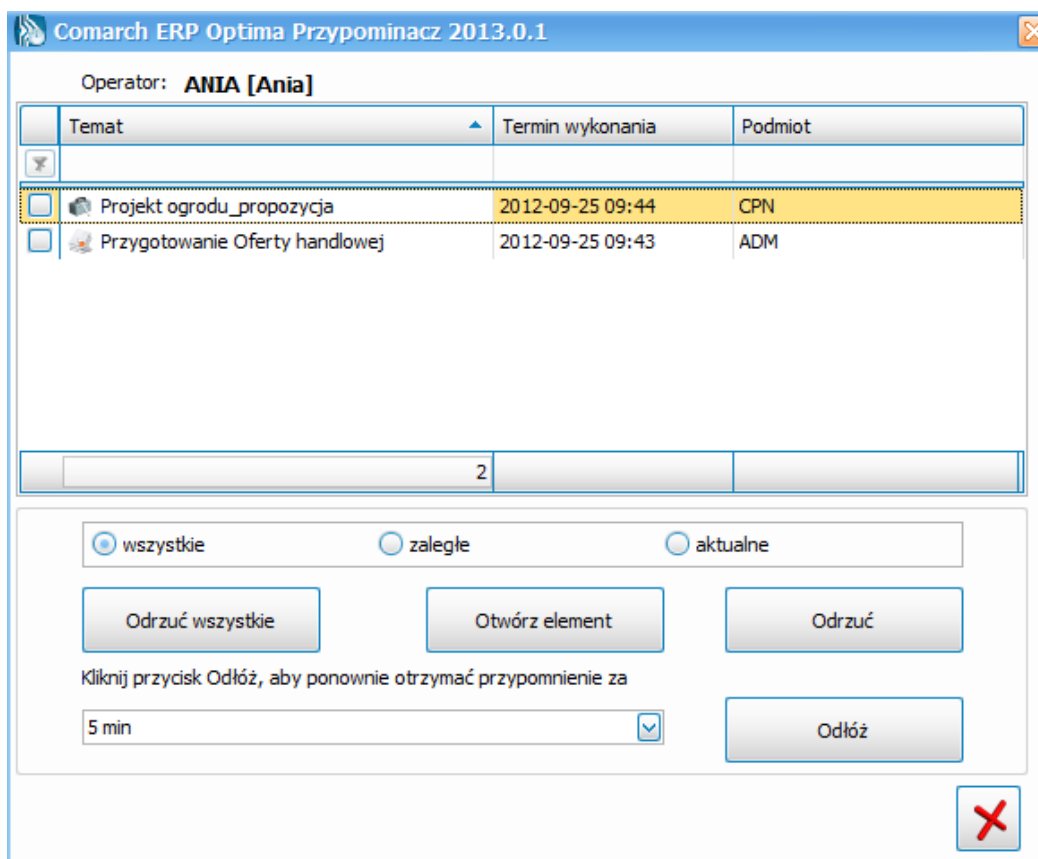 Comarch ERP Optima Przypominacz 2013.0.1
Operator: ANIA [Ania]
Temat Termin wykonania Podmiot
Projekt ogrodu_propozycja 2012-09-25 09:44 CPN
Przygotowanie Oferty handlowej 2012-09-25 09:43 ADM
2
wszystkie zaległe aktualne
Odrzuć wszystkie Otwórz element Odrzuć
Kliknij przycisk Odłóż, aby ponownie otrzymać przypomnienie za
5 min Odłóż